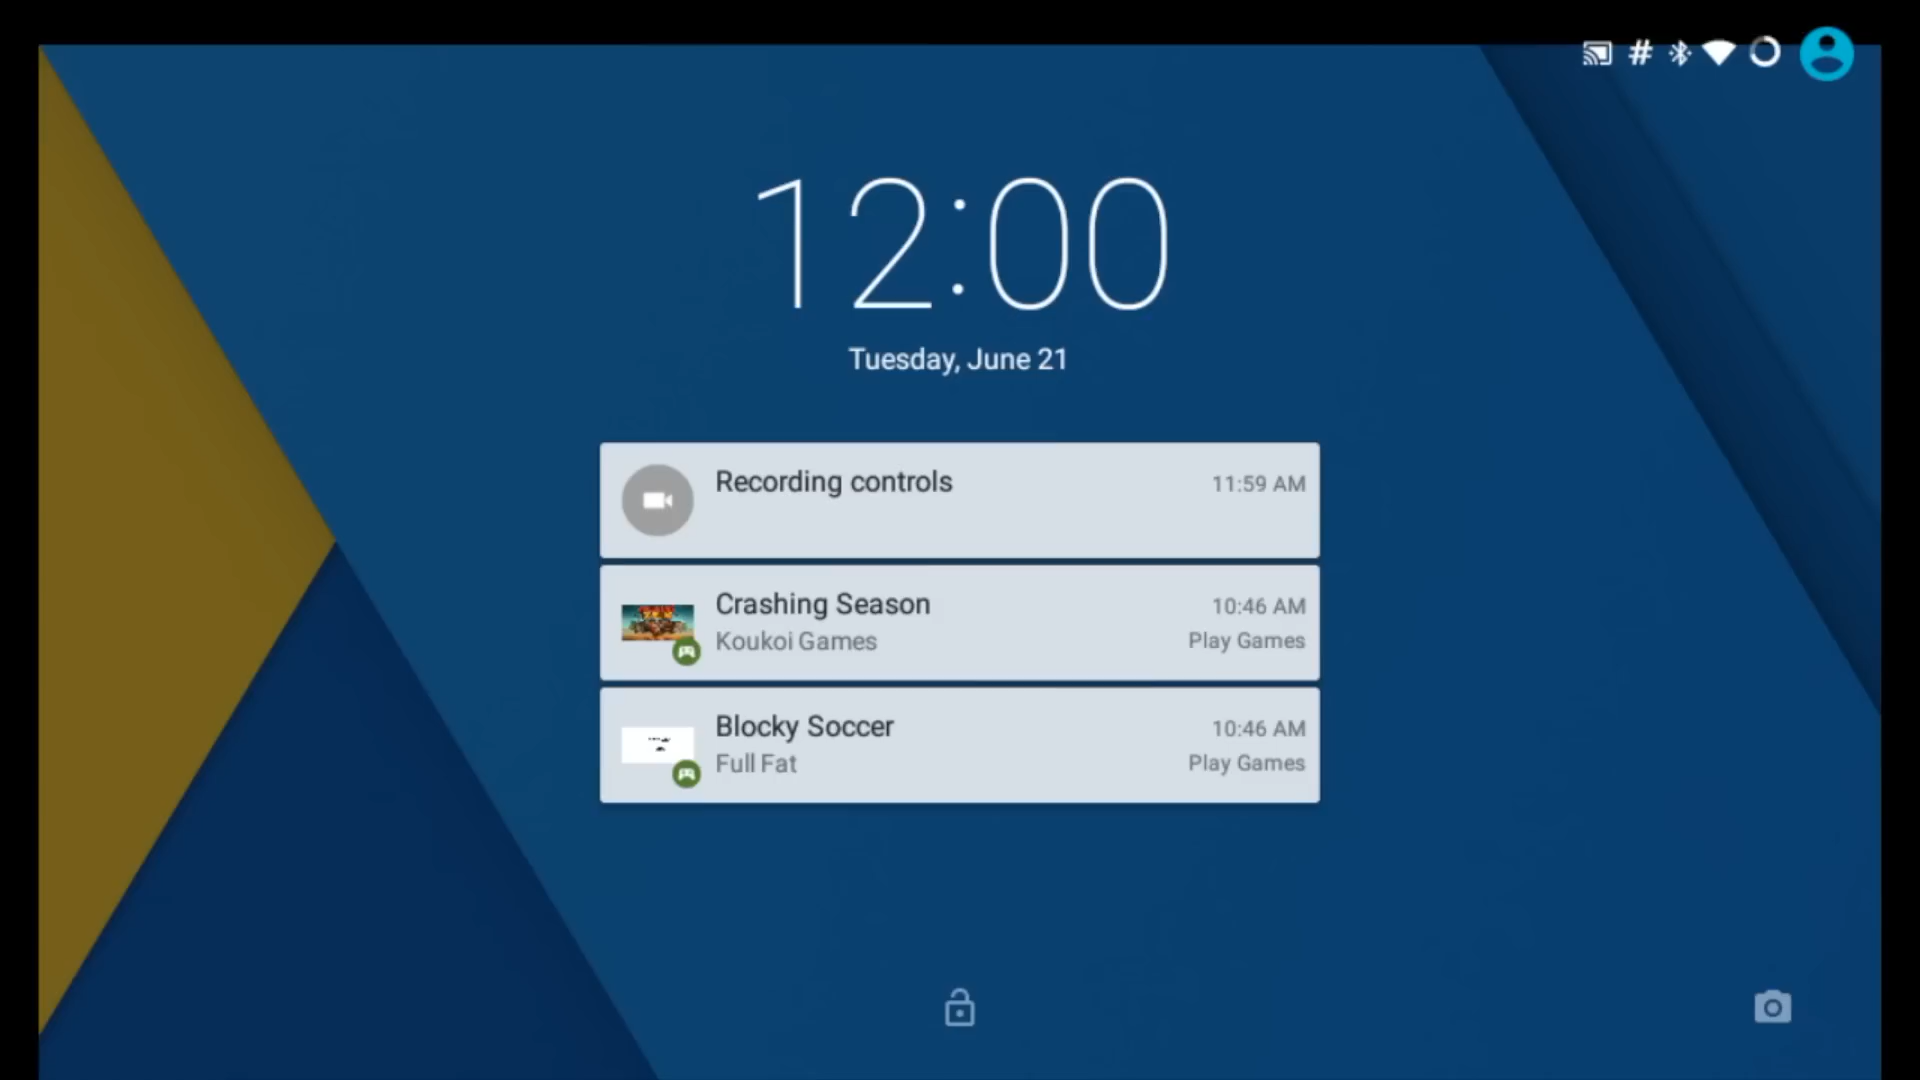 #
12:00
Tuesday, June 21
Recording controls
11:59 AM
Crashing Season
10:46 AM
Koukoi Games
Play Games
Blocky Soccer
10:46 AM
Full Fat
Play Games